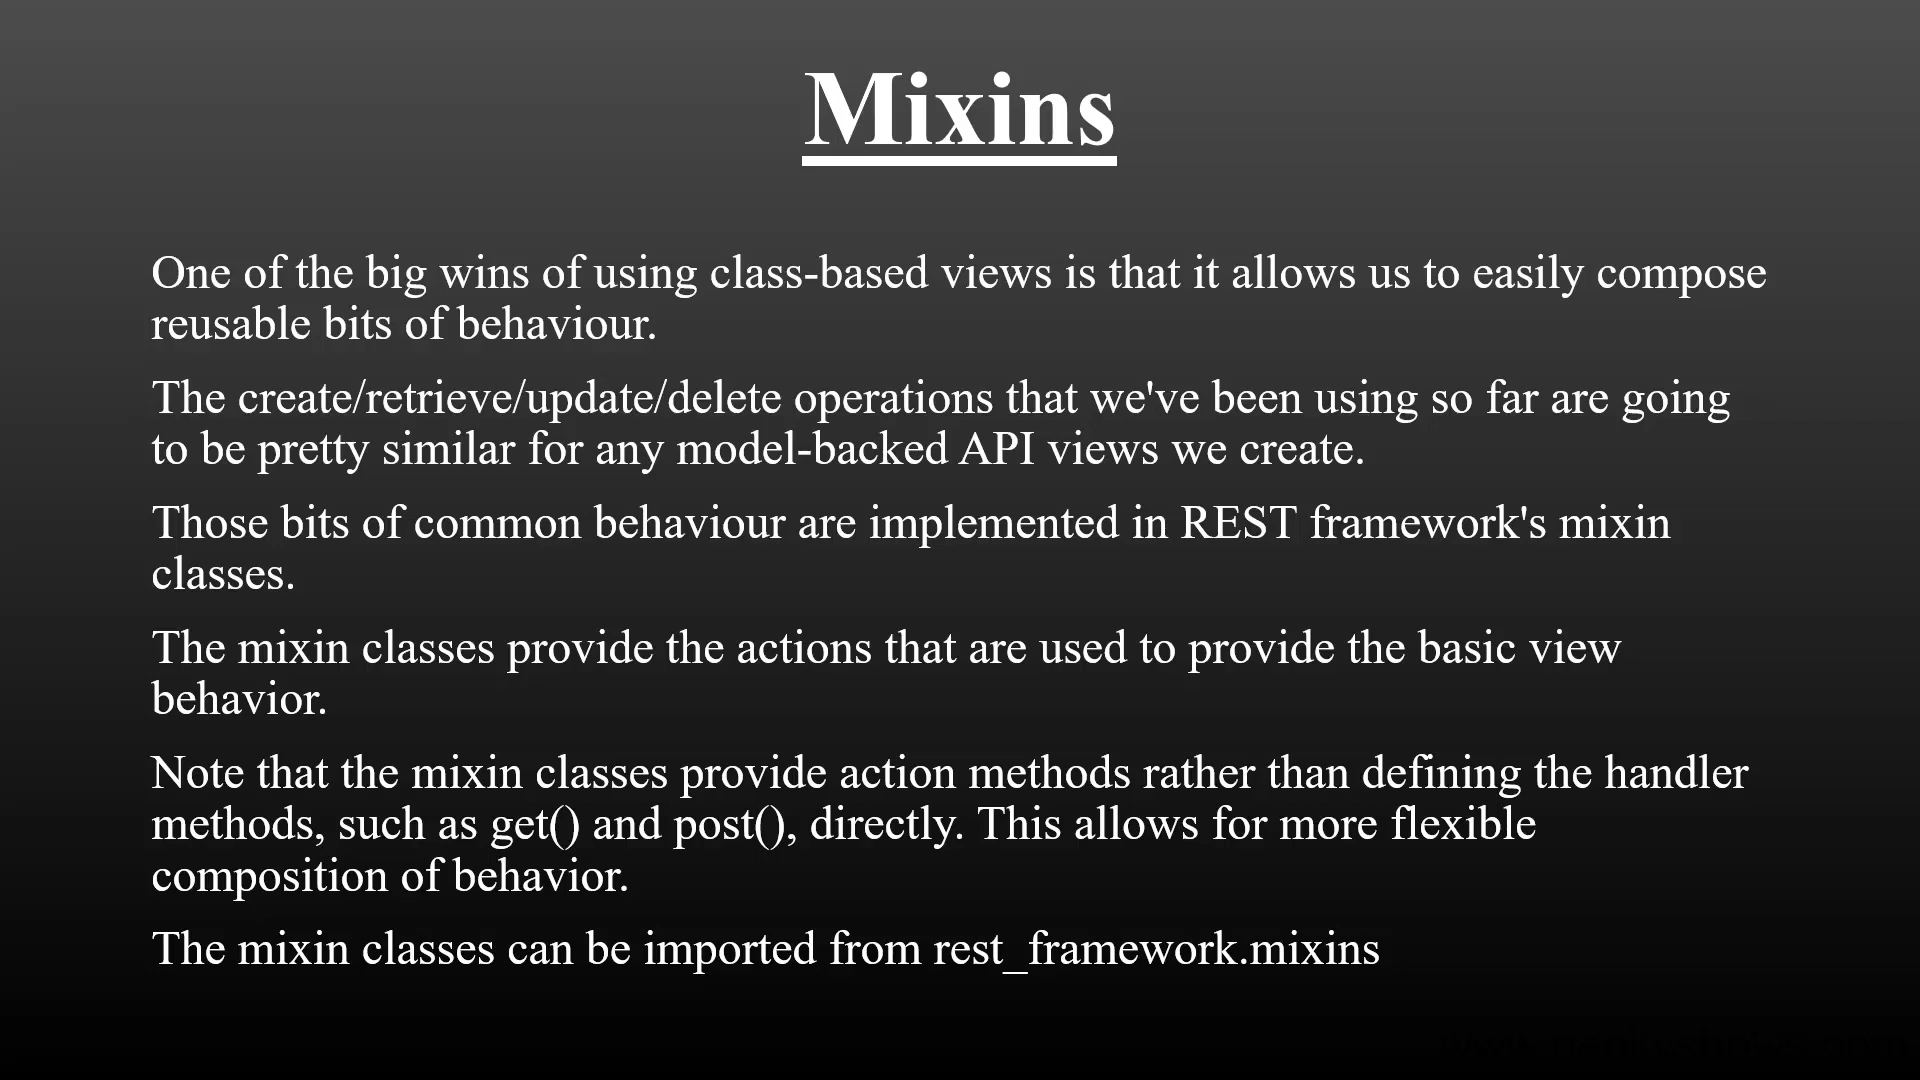 Mixins
One of the big wins of using class-based views is that it allows us to easily compose
reusable bits of behaviour.
The create/retrieve/update/delete operations that we've been using so far are going
to be pretty similar for any model-backed API views we create.
Those bits of common behaviour are implemented in REST framework's mixin
classes.
The mixin classes provide the actions that are used to provide the basic view
behavior.
Note that the mixin classes provide action methods rather than defining the handler
methods, such as get() and post(), directly. This allows for more flexible
composition of behavior.
The mixin classes can be imported from rest_framework.mixins